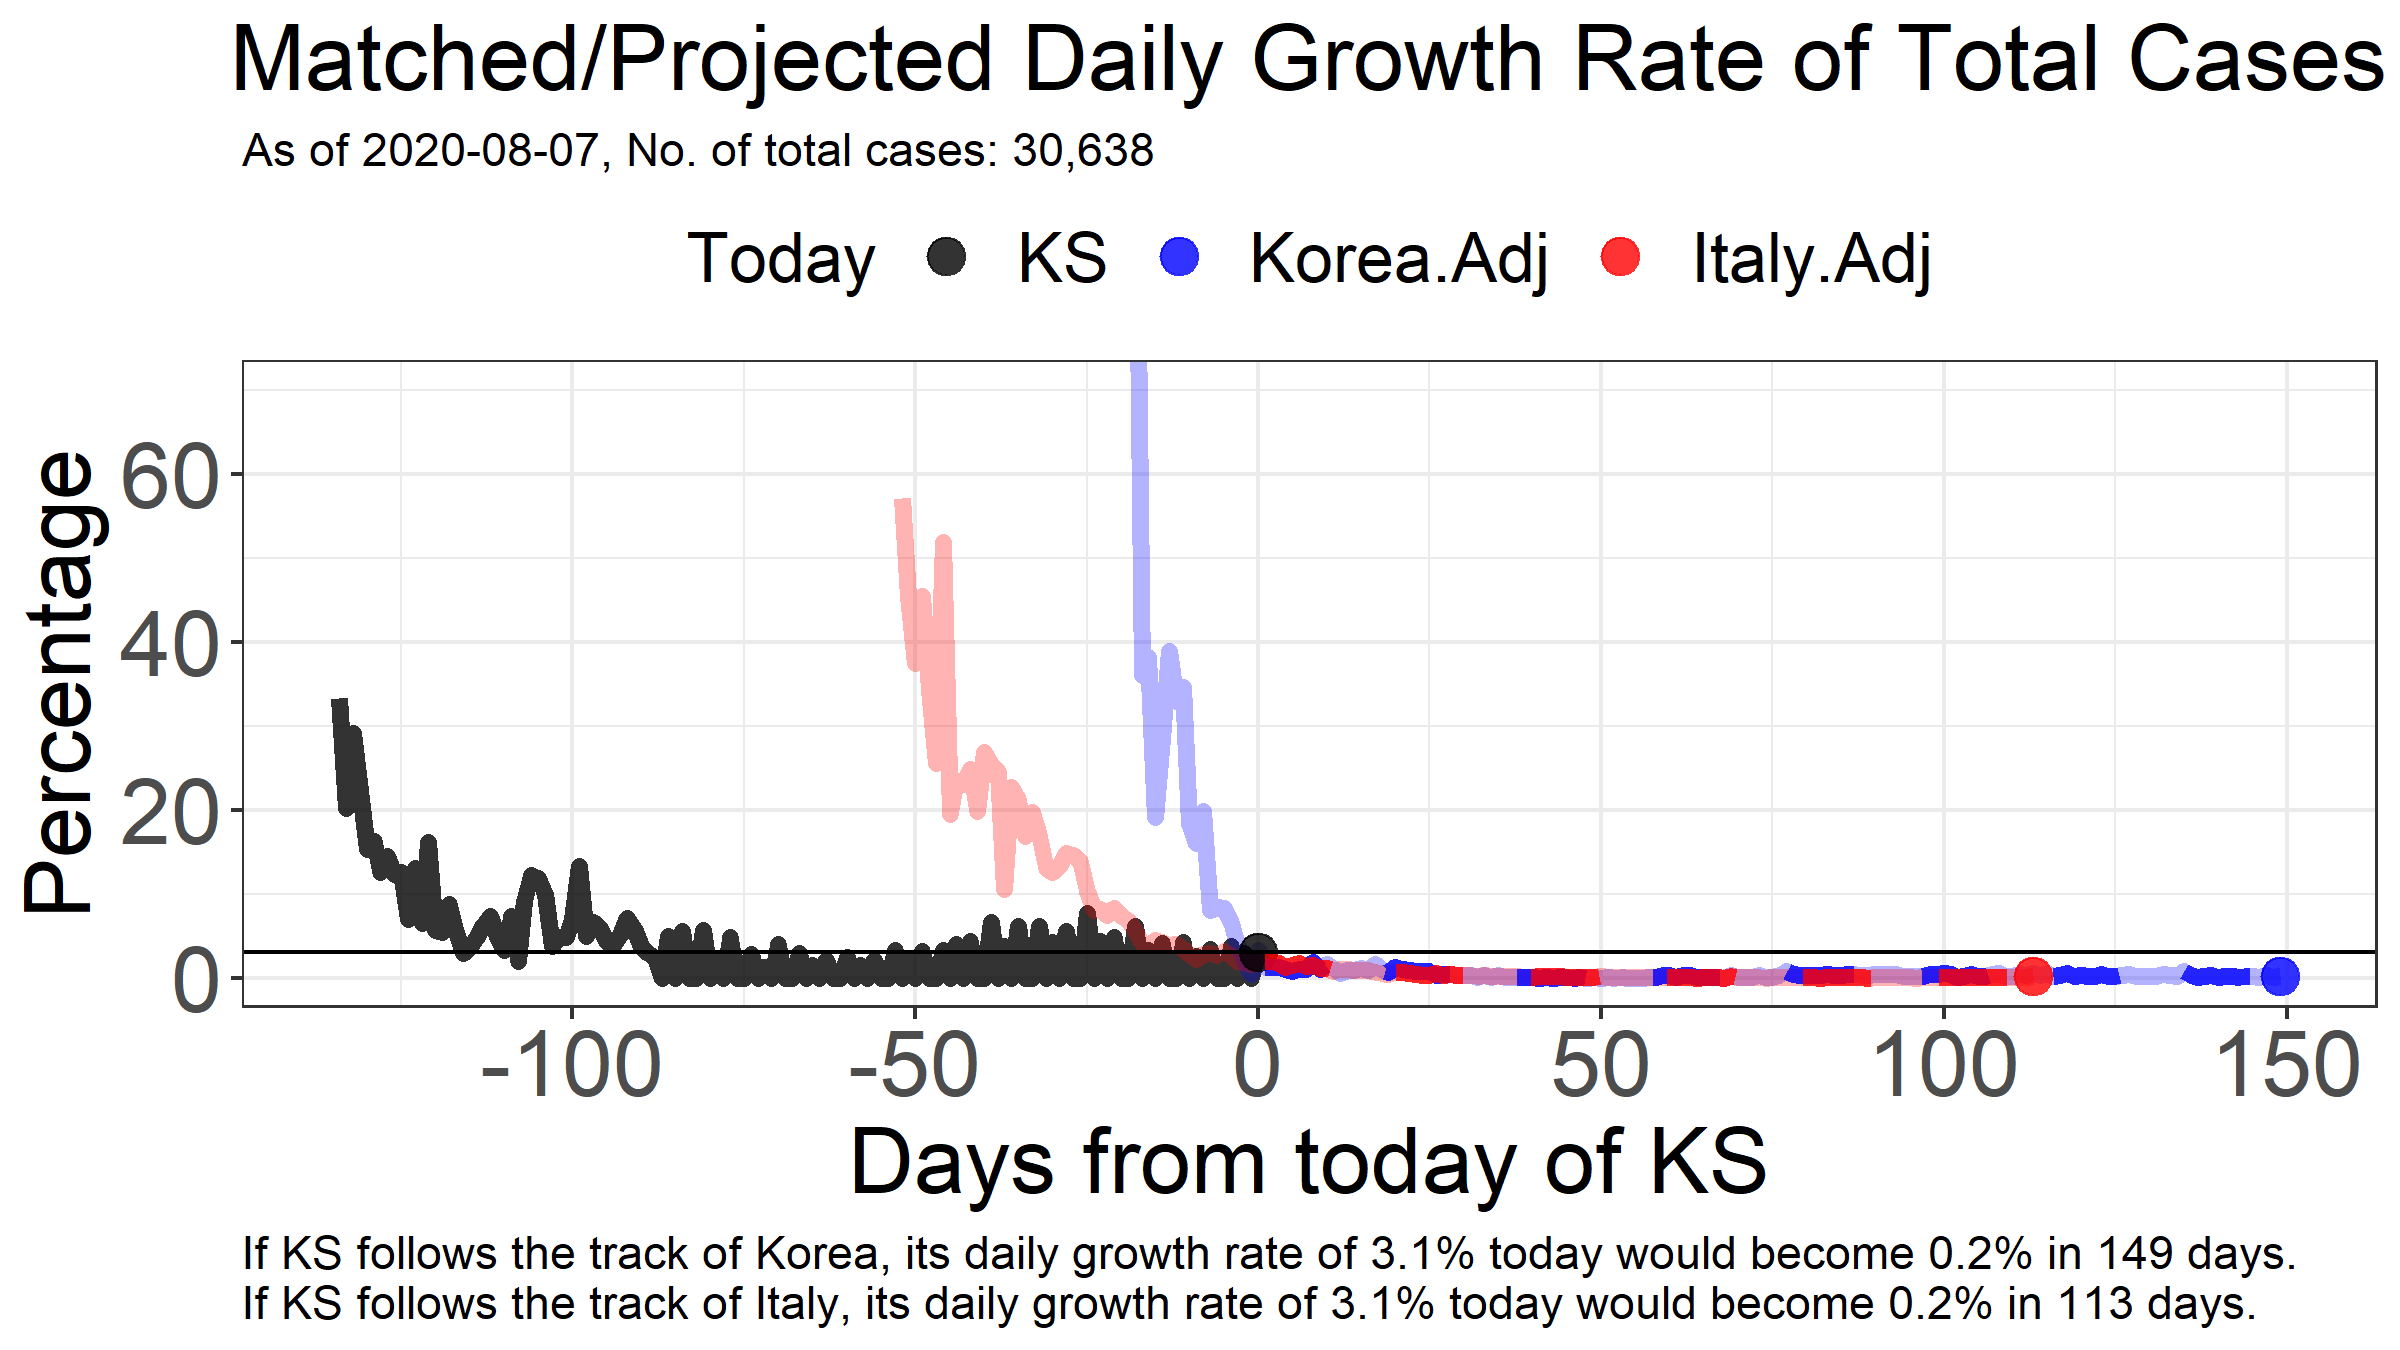 Matched/Projected Daily Growth Rate of Total Cases
As of 2020-08-07, No. of total cases: 30,638
Today KS Korea.Adj Italy.Adj
Percentage
60
40
20
0
-100 -50 0 50 100 150
Days from today of KS
If KS follows the track of Korea, its daily growth rate of 3.1% today would become 0.2% in 149 days.
If KS follows the track of Italy, its daily growth rate of 3.1% today would become 0.2% in 113 days.